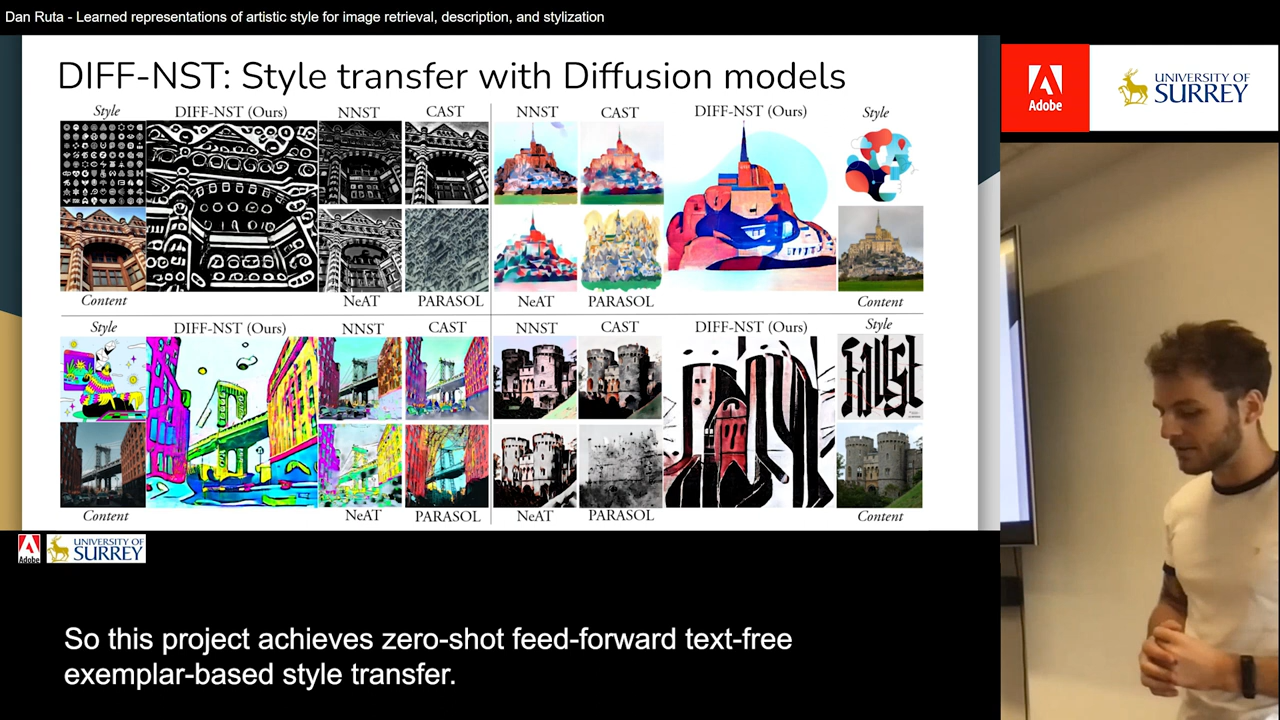 Dan Ruta - Learned representations of artistic style for image retrieval, description, and stylization
DIFF-NST: Style transfer with Diffusion models
Style DIFF-NST (Ours) NNST CAST NNST CAST DIFF-NST (Ours) Style
Content NeAT PARASOL NeAT PARASOL Content
Style DIFF-NST (Ours) NNST CAST NNST CAST DIFF-NST (Ours) Style
Faust
Content NeAT PARASOL NeAT PARASOL Content
Adobe
UNIVERSITY OF
SURREY
Adobe
UNIVERSITY OF
SURREY
So this project achieves zero-shot feed-forward text-free
exemplar-based style transfer.